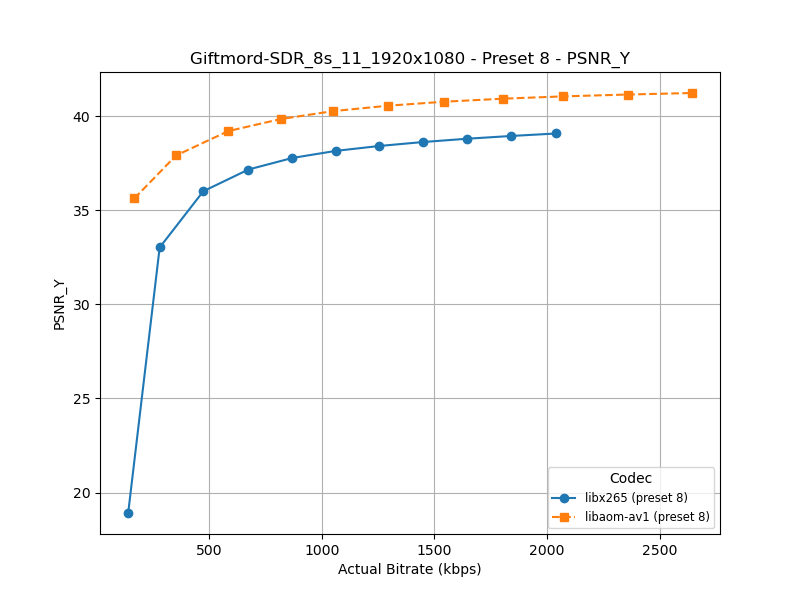 Giftmord-SDR_8s_11_1920x1080 - Preset 8 - PSNR_Y
PSNR_Y
40
35
30
25
20
500
1000
1500
2000
2500
Actual Bitrate (kbps)
Codec
libx265 (preset 8)
libaom-av1 (preset 8)